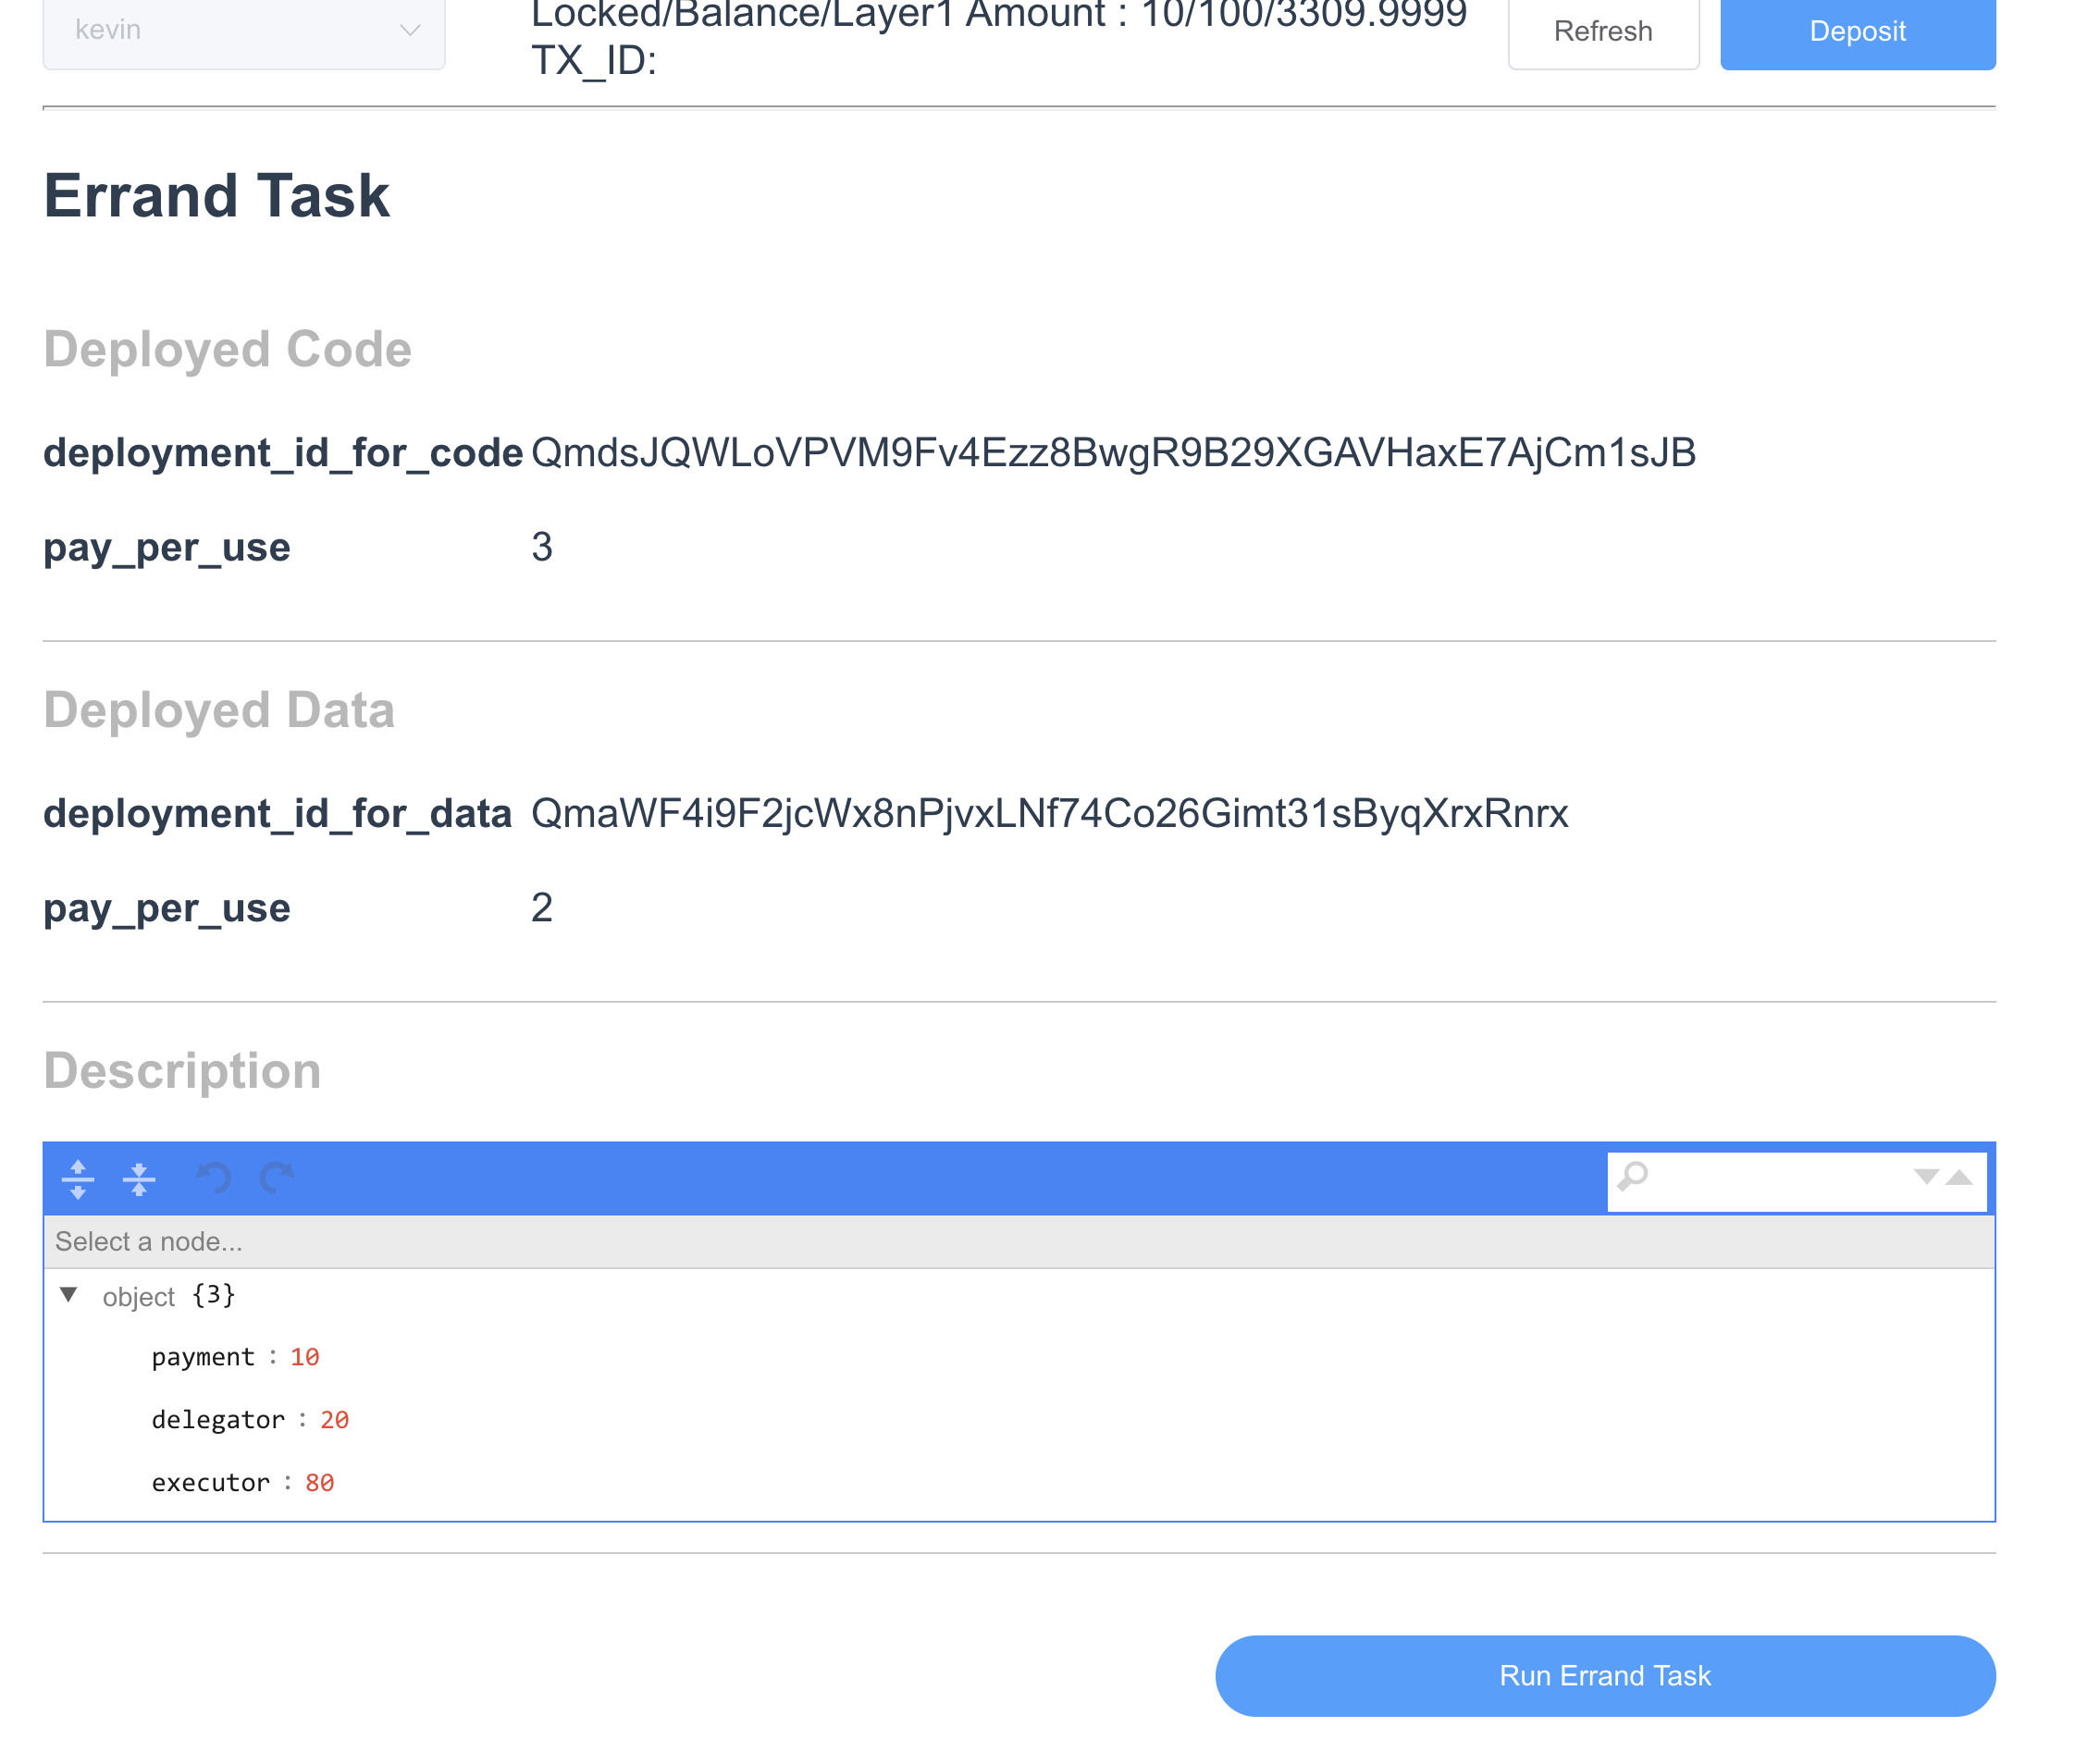 kevin
Locked/Balance/Layer1 Amount : 10/100/3309.9999
TX_ID:
Refresh
Deposit
Errand Task
Deployed Code
deployment_id_for_code QmdsJQWLoVPVM9Fv4Ezz8BwgR9B29XGAVHaxE7AjCm1sJB
pay_per_use 3
Deployed Data
deployment_id_for_data QmaWF4i9F2jcWx8nPjvxLNf74Co26Gimt31sByqXrxRnrx
pay_per_use 2
Description
Select a node...
object {3}
payment : 10
delegator : 20
executor : 80
Run Errand Task